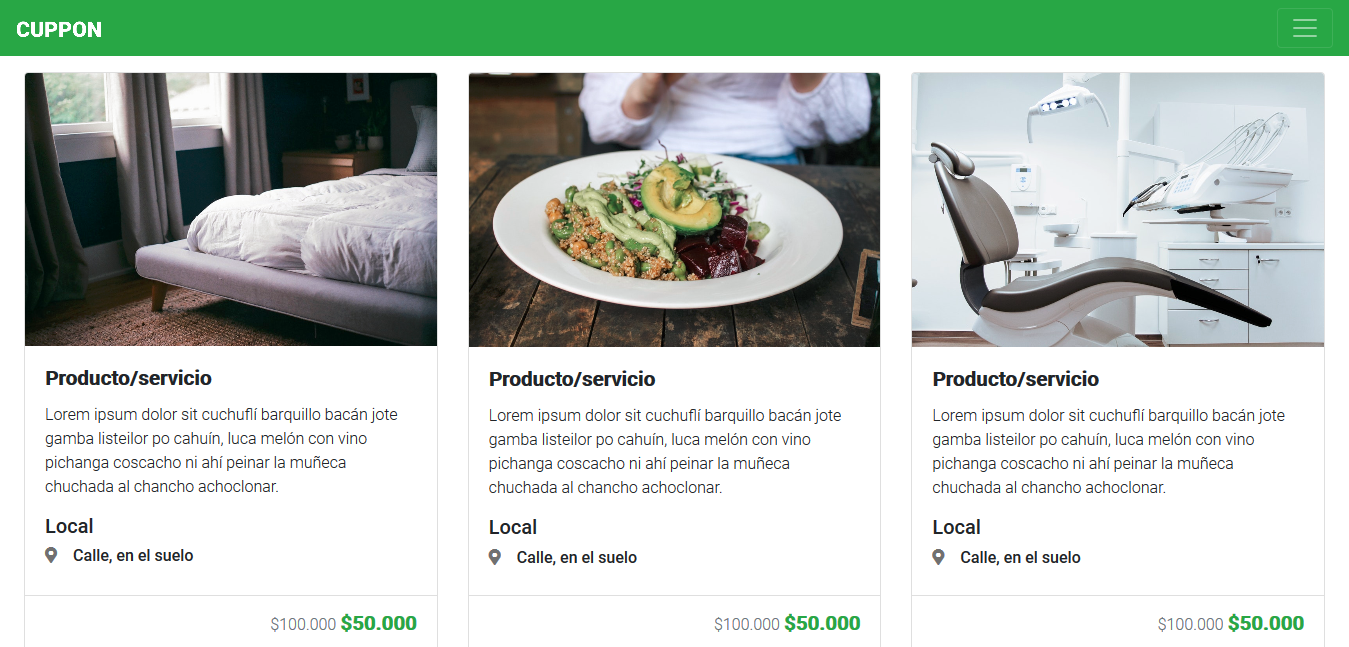 CUPPON
Producto/servicio
Lorem ipsum dolor sit cuchuflí barquillo bacán jote
gamba listeilor po cahuín, luca melón con vino
pichanga coscacho ni ahí peinar la muñeca
chuchada al chancho achoclonar.
Local
Calle, en el suelo
$100.000 $50.000
Producto/servicio
Lorem ipsum dolor sit cuchuflí barquillo bacán jote
gamba listeilor po cahuín, luca melón con vino
pichanga coscacho ni ahí peinar la muñeca
chuchada al chancho achoclonar.
Local
Calle, en el suelo
$100.000 $50.000
Producto/servicio
Lorem ipsum dolor sit cuchuflí barquillo bacán jote
gamba listeilor po cahuín, luca melón con vino
pichanga coscacho ni ahí peinar la muñeca
chuchada al chancho achoclonar.
Local
Calle, en el suelo
$100.000 $50.000